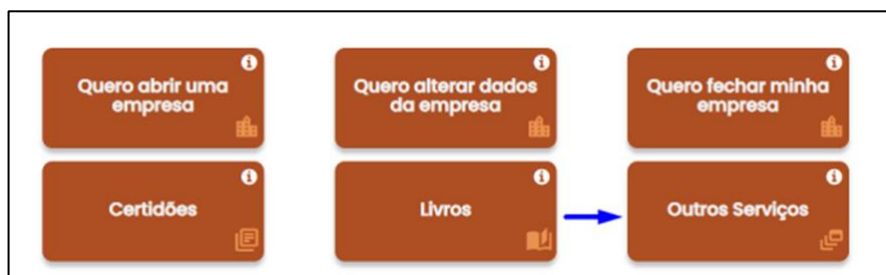 Quero abrir uma
empresa
Quero alterar dados
da empresa
Quero fechar minha
empresa
Certidões
Livros
Outros Serviços